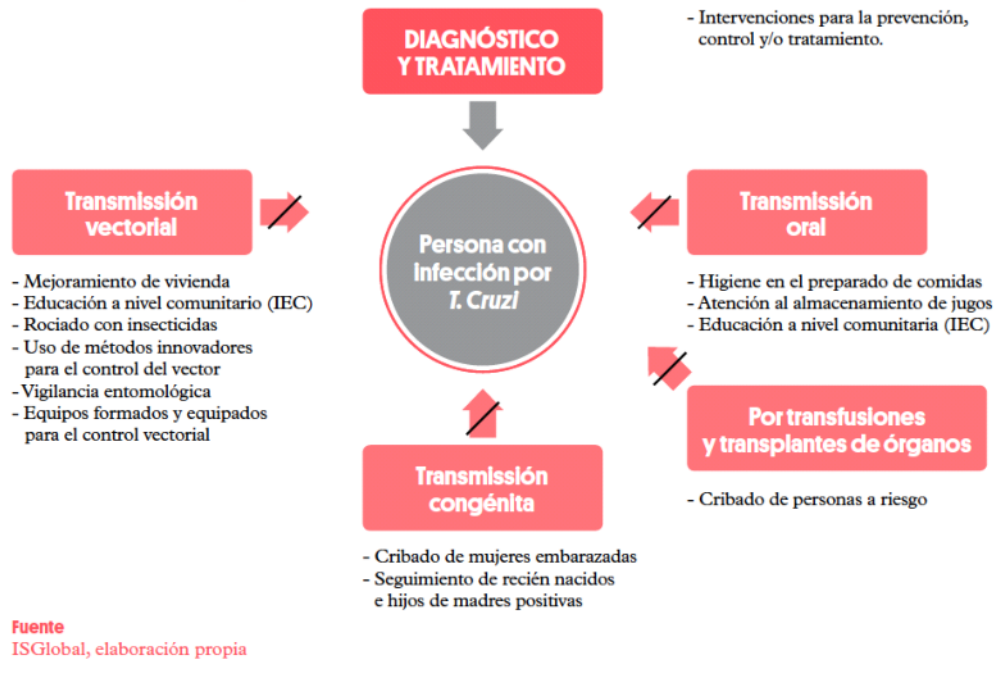 DIAGNÓSTICO
Y TRATAMIENTO
- Intervenciones para la prevención,
control y/o tratamiento.
Transmissión
vectorial
- Mejoramiento de vivienda
- Educación a nivel comunitario (IEC)
- Rociado con insecticidas
- Uso de métodos innovadores
para el control del vector
- Vigilancia entomológica
- Equipos formados y equipados
para el control vectorial
Persona con
infección por
T. Cruzi
Transmissión
oral
- Higiene en el preparado de comidas
- Atención al almacenamiento de jugos
- Educación a nivel comunitaria (IEC)
Por transfusiones
y transplantes de órganos
- Cribado de personas a riesgo
Transmissión
congénita
- Cribado de mujeres embarazadas
- Seguimiento de recién nacidos
e hijos de madres positivas
Fuente
ISGlobal, elaboración propia